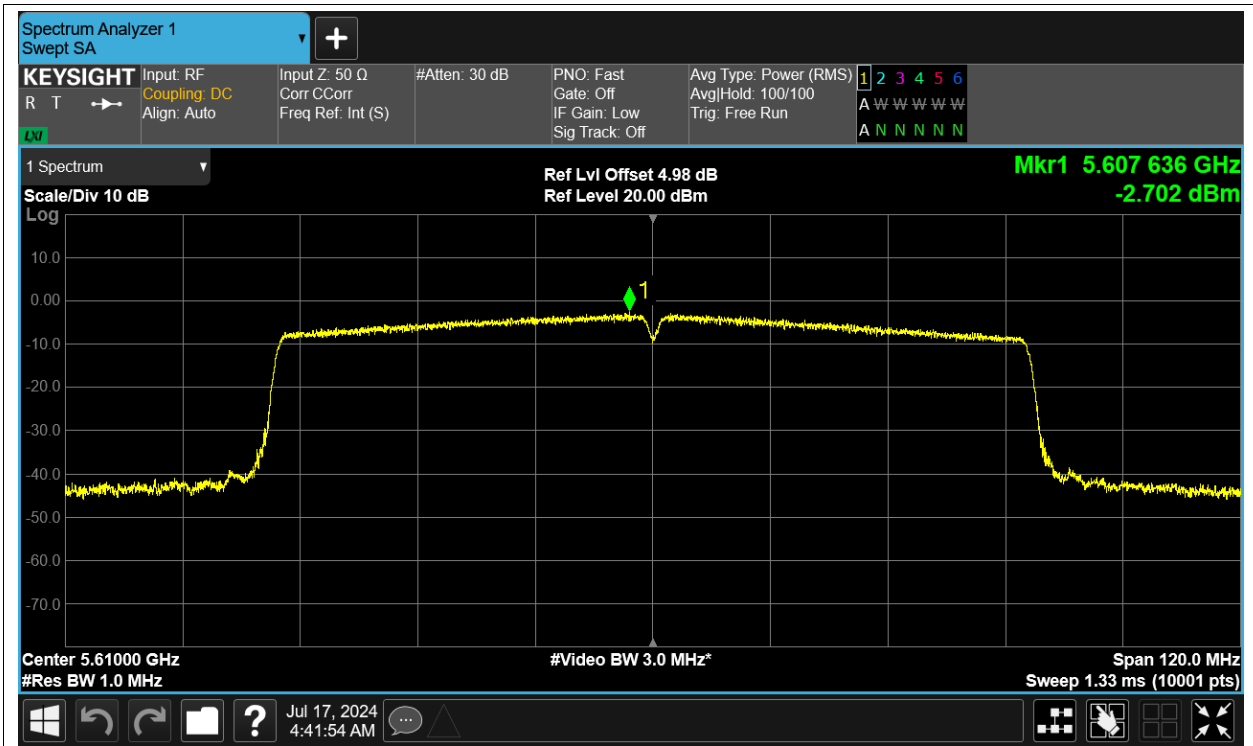 Spectrum Analyzer 1
Swept SA
KEYSIGHT
R T
LXI
Input: RF
Coupling: DC
Align: Auto
Input Z: 50 Ω
Corr CCorr
Freq Ref: Int (S)
#Atten: 30 dB
PNO: Fast
Gate: Off
IF Gain: Low
Sig Track: Off
Avg Type: Power (RMS)
Avg|Hold: 100/100
Trig: Free Run
1 2 3 4 5 6
A W W W W W
A N N N N N
1 Spectrum
Scale/Div 10 dB
Log
Ref Lvl Offset 4.98 dB
Ref Level 20.00 dBm
Mkr1 5.607 636 GHz
-2.702 dBm
10.0
0.00
-10.0
-20.0
-30.0
-40.0
-50.0
-60.0
-70.0
1
Center 5.61000 GHz
#Res BW 1.0 MHz
#Video BW 3.0 MHz*
Span 120.0 MHz
Sweep 1.33 ms (10001 pts)
?
Jul 17, 2024
4:41:54 AM